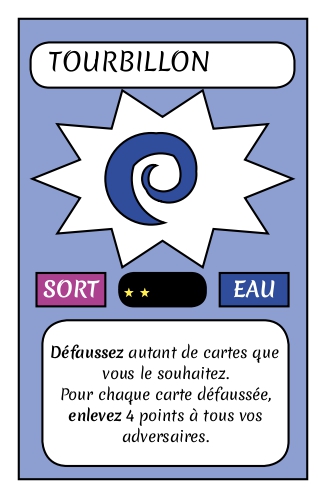 TOURBILLON
SORT
EAU
Défaussez autant de cartes que
vous le souhaitez.
Pour chaque carte défaussée,
enlevez 4 points à tous vos
adversaires.